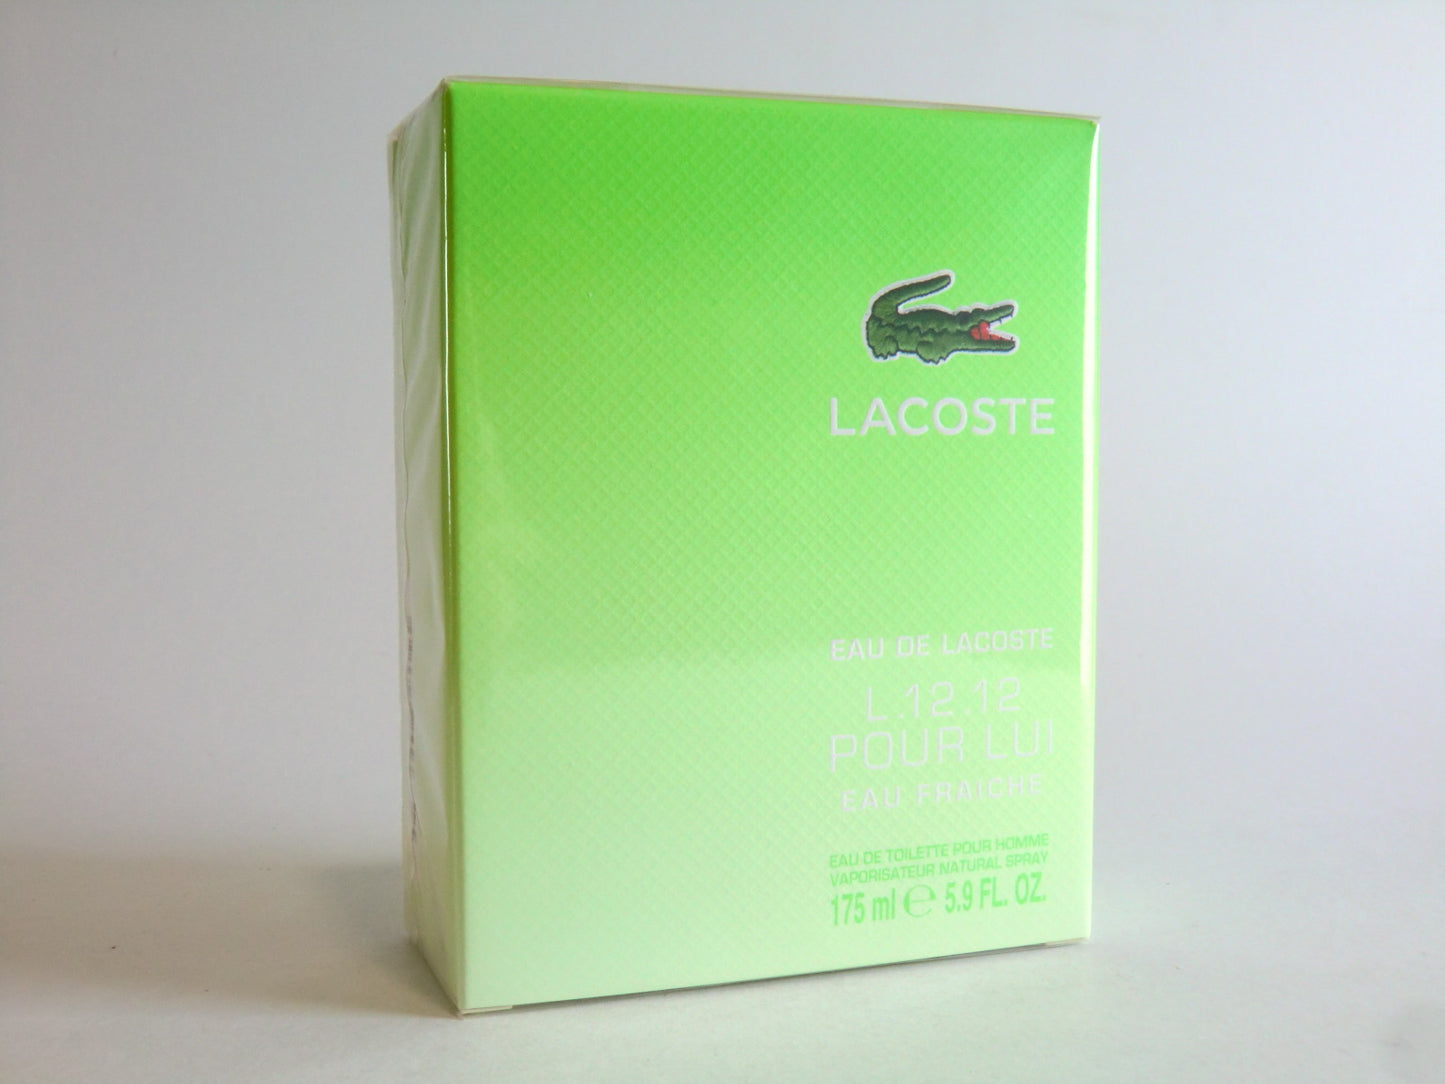 LACOSTE
EAU DE LACOSTE
L.12.12
POUR LUI
EAU FRAICHE
EAU DE TOILETTE POUR HOMME
VAPORISATEUR NATURAL SPRAY
175 ml ℮ 5.9 FL. OZ.